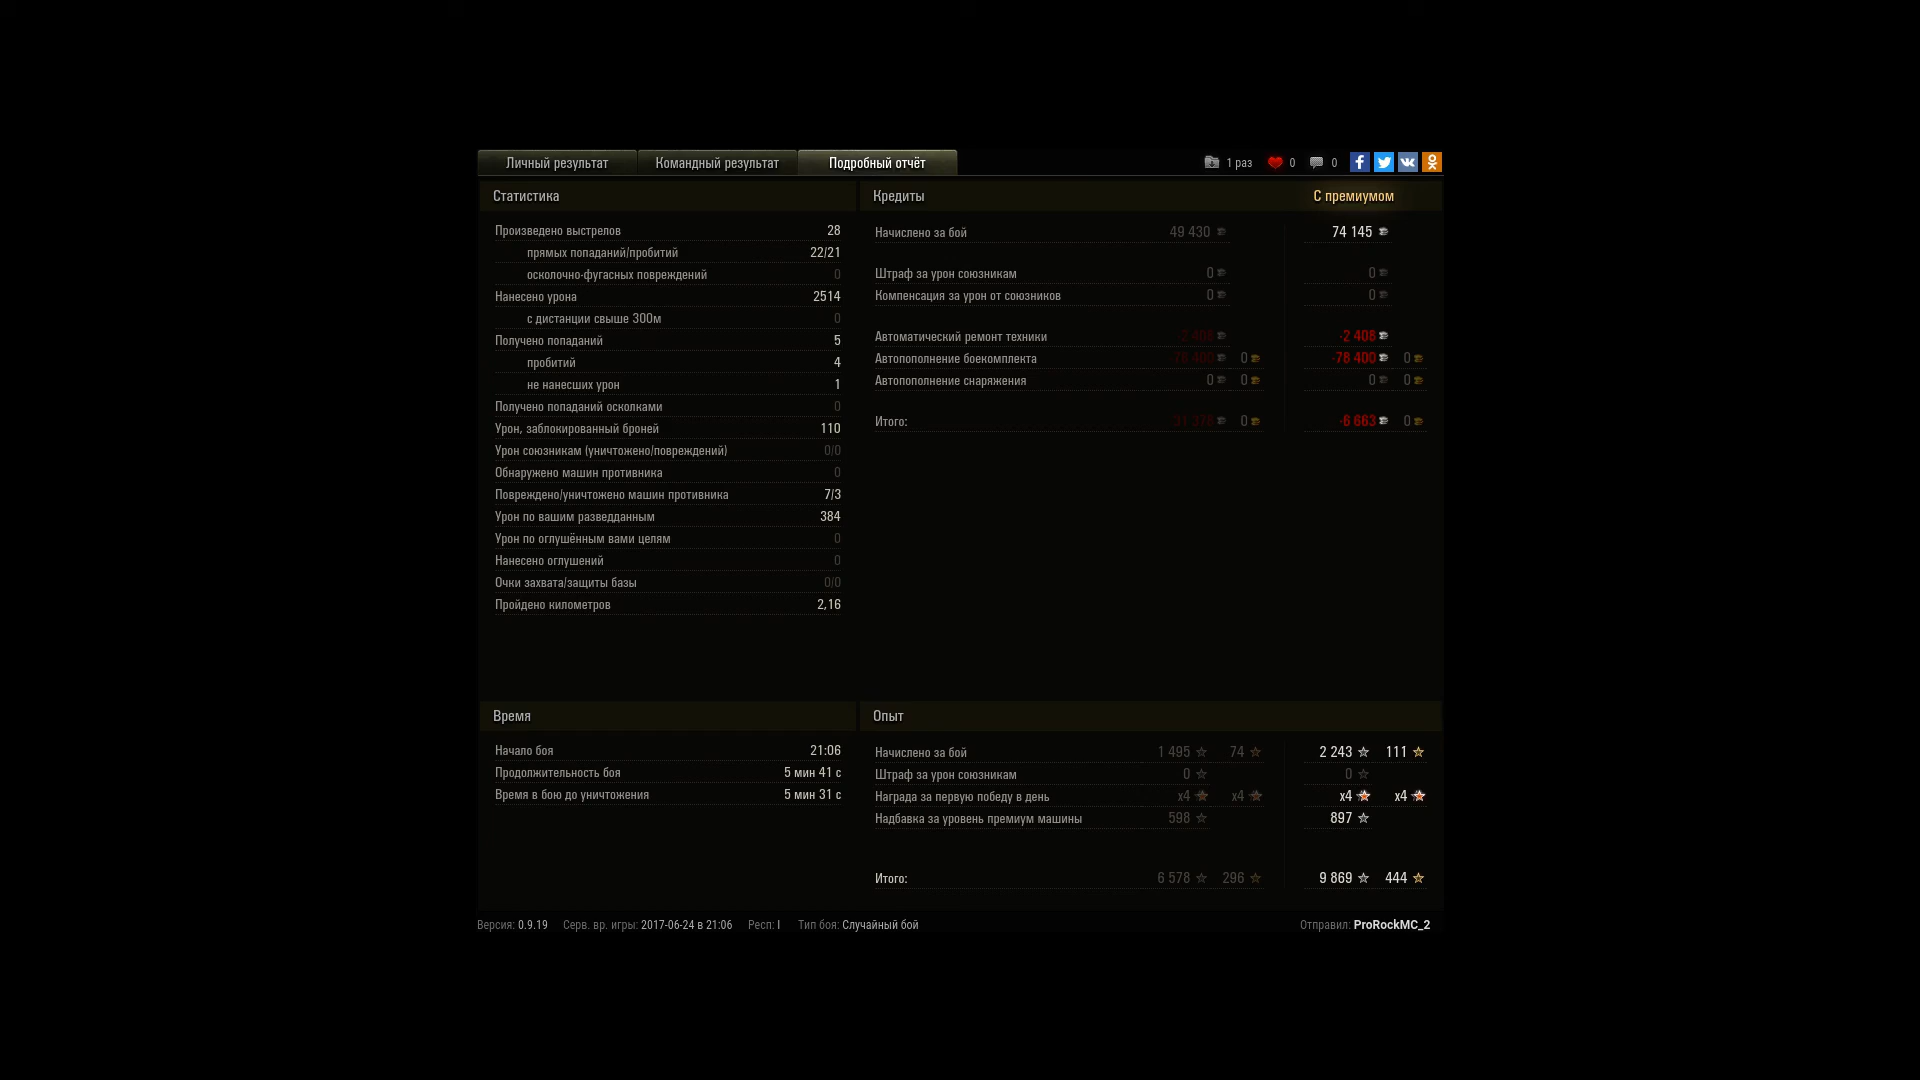 Личный результат Командный результат Подробный отчёт 1 раз 0 0
Статистика
Произведено выстрелов 28
прямых попаданий/пробитий 22/21
осколочно-фугасных повреждений 0
Нанесено урона 2514
с дистанции свыше 300м 0
Получено попаданий 5
пробитий 4
не нанесших урон 1
Получено попаданий осколками 0
Урон, заблокированный броней 110
Урон союзникам (уничтожено/повреждений) 0/0
Обнаружено машин противника 0
Повреждено/уничтожено машин противника 7/3
Урон по вашим разведданным 384
Урон по оглушённым вами целям 0
Нанесено оглушений 0
Очки захвата/защиты базы 0/0
Пройдено километров 2,16
Кредиты С премиумом
Начислено за бой 49 430 74 145
Штраф за урон союзникам 0 0
Компенсация за урон от союзников 0 0
Автоматический ремонт техники -2 408 -2 408
Автопополнение боекомплекта -78 400 0 -78 400 0
Автопополнение снаряжения 0 0 0 0
Итого: -31 378 0 -6 663 0
Время
Начало боя 21:06
Продолжительность боя 5 мин 41 с
Время в бою до уничтожения 5 мин 31 с
Опыт
Начислено за бой 1 495 74 2 243 111
Штраф за урон союзникам 0 0
Награда за первую победу в день x4 x4 x4 x4
Надбавка за уровень премиум машины 598 897
Итого: 6 578 296 9 869 444
Версия: 0.9.19 Серв. вр. игры: 2017-06-24 в 21:06 Респ: I Тип боя: Случайный бой Отправил: ProRockMC_2